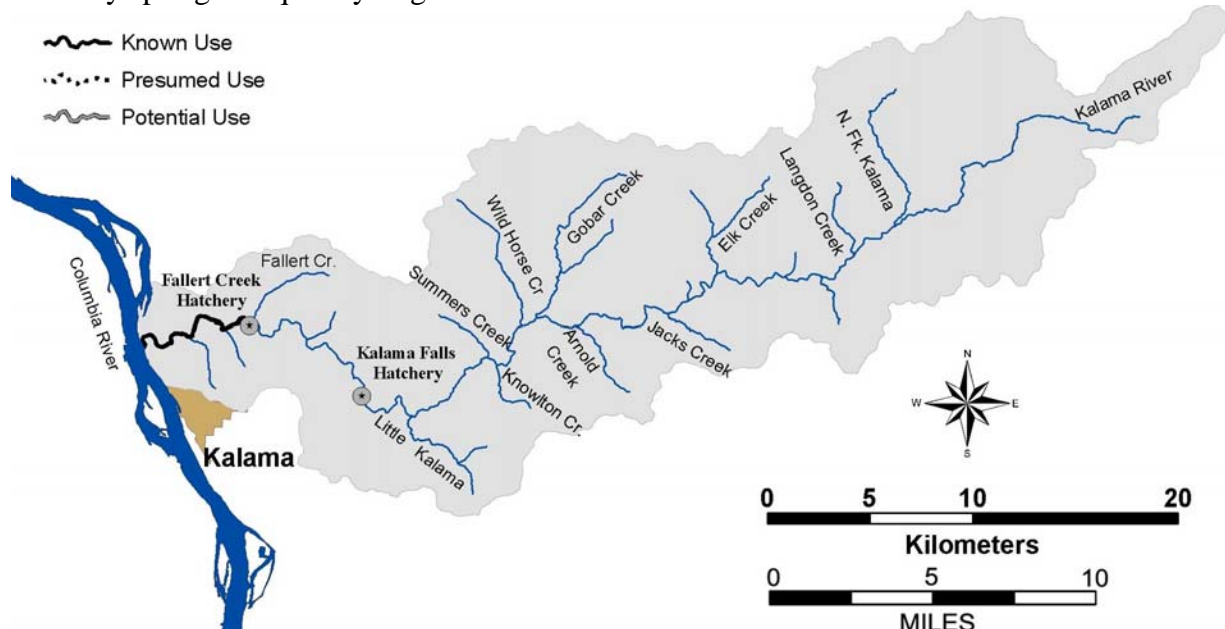 Known Use
Presumed Use
Potential Use
Kalama River
N. Fk. Kalama
Langdon Creek
Elk Creek
Gobar Creek
Wild Horse Cr
Summers Creek
Fallert Cr.
Fallert Creek
Hatchery
Columbia River
Kalama Falls
Hatchery
Knowlton Cr.
Arnold
Creek
Jacks Creek
Little Kalama
Kalama
N
W
E
S
0 5 10 20
Kilometers
0 5 10
MILES